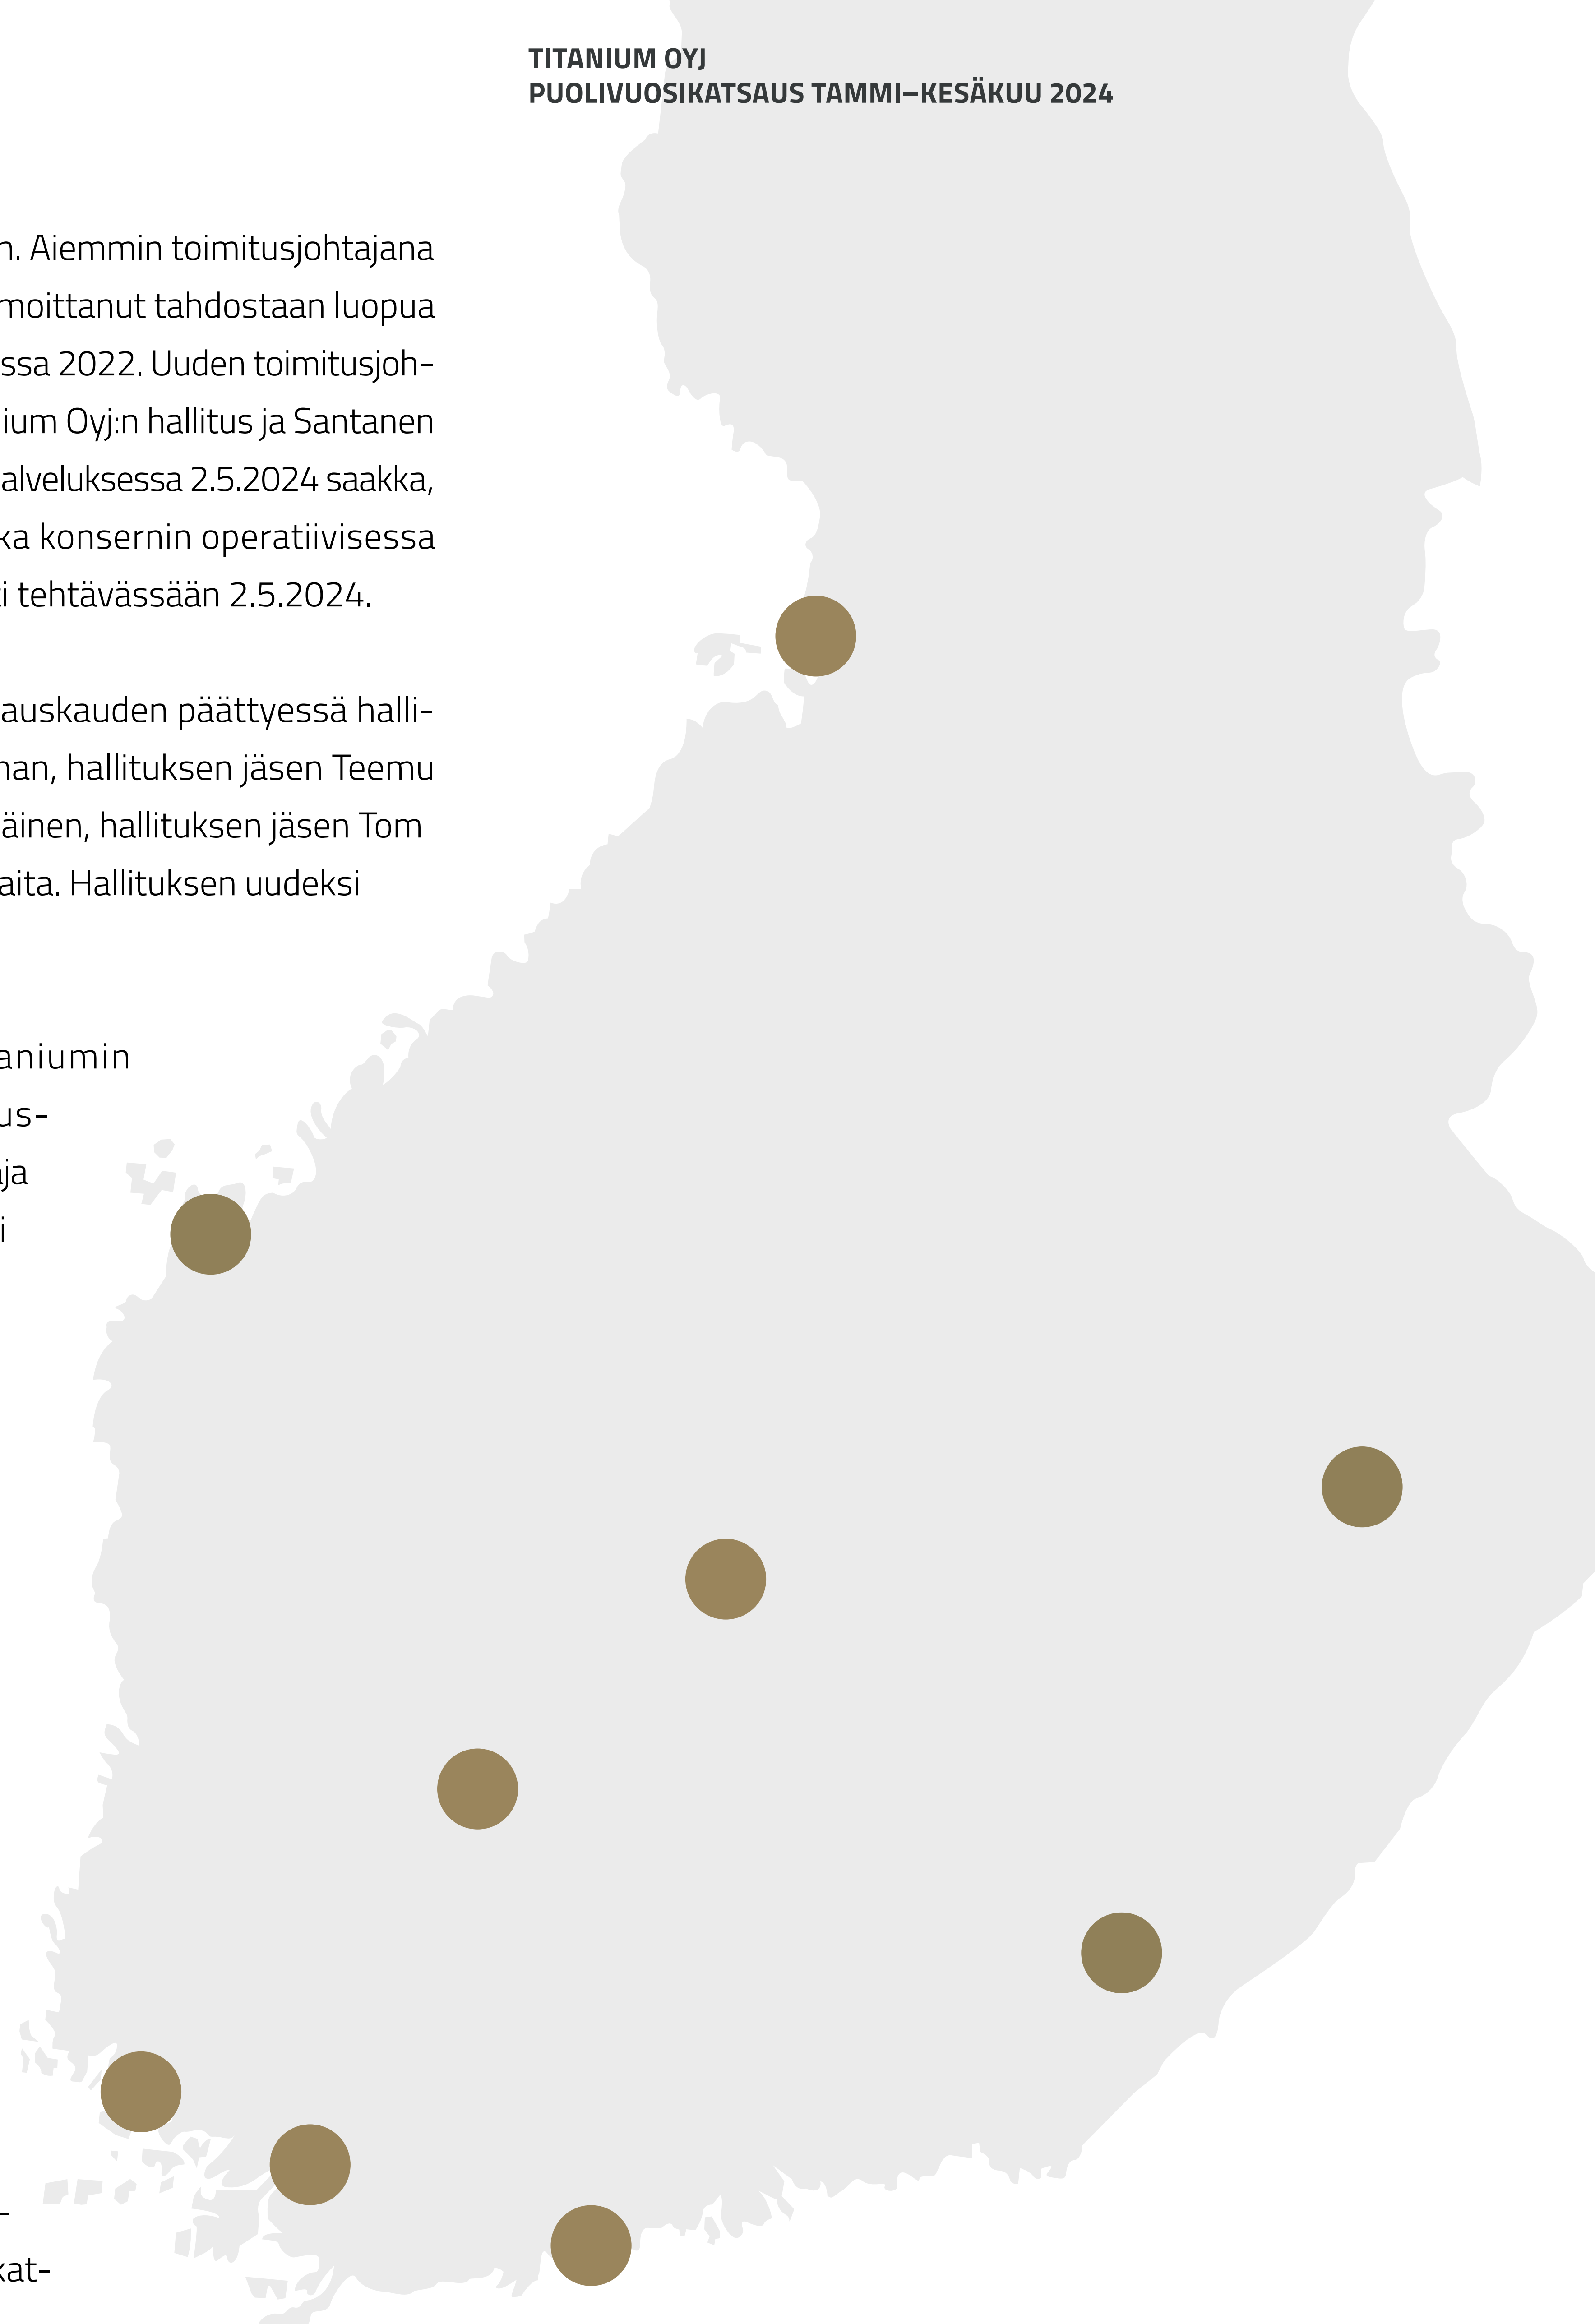 TITANIUM OYJ
PUOLIVUOSIKATSAUS TAMMI–KESÄKUU 2024
n. Aiemmin toimitusjohtajana
moittanut tahdostaan luopua
ssa 2022. Uuden toimitusjoh-
ium Oyj:n hallitus ja Santanen
alveluksessa 2.5.2024 saakka,
ka konsernin operatiivisessa
i tehtävässään 2.5.2024.
auskauden päättyessä halli-
nan, hallituksen jäsen Teemu
äinen, hallituksen jäsen Tom
aita. Hallituksen uudeksi
aniumin
us-
ja
i
-
kat-